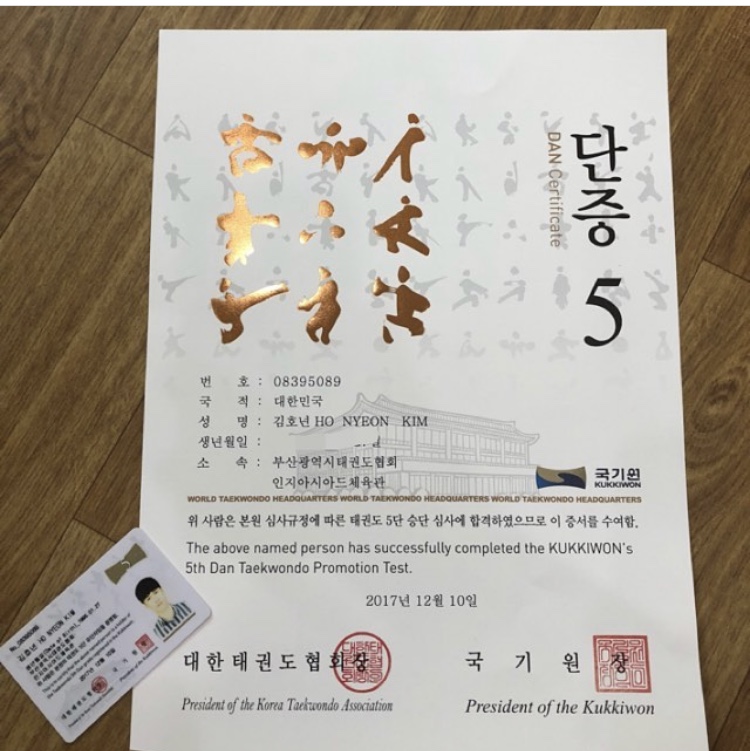 단증
DAN Certificate
5
번 호 : 08395089
국 적 : 대한민국
성 명 : 김호년 HO NYEON KIM
생년월일 :
소 속 : 부산광역시태권도협회
인지아시아드체육관
국기원
KUKKIWON
WORLD TAEKWONDO HEADQUARTERS WORLD TAEKWONDO HEADQUARTERS WORLD TAEKWONDO HEADQUARTERS
위 사람은 본원 심사규정에 따른 태권도 5단 승단 심사에 합격하였으므로 이 증서를 수여함.
The above named person has successfully completed the KUKKIWON's
5th Dan Taekwondo Promotion Test.
2017년 12월 10일
대한태권도협회장
President of the Korea Taekwondo Association
국 기 원 장
President of the Kukkiwon